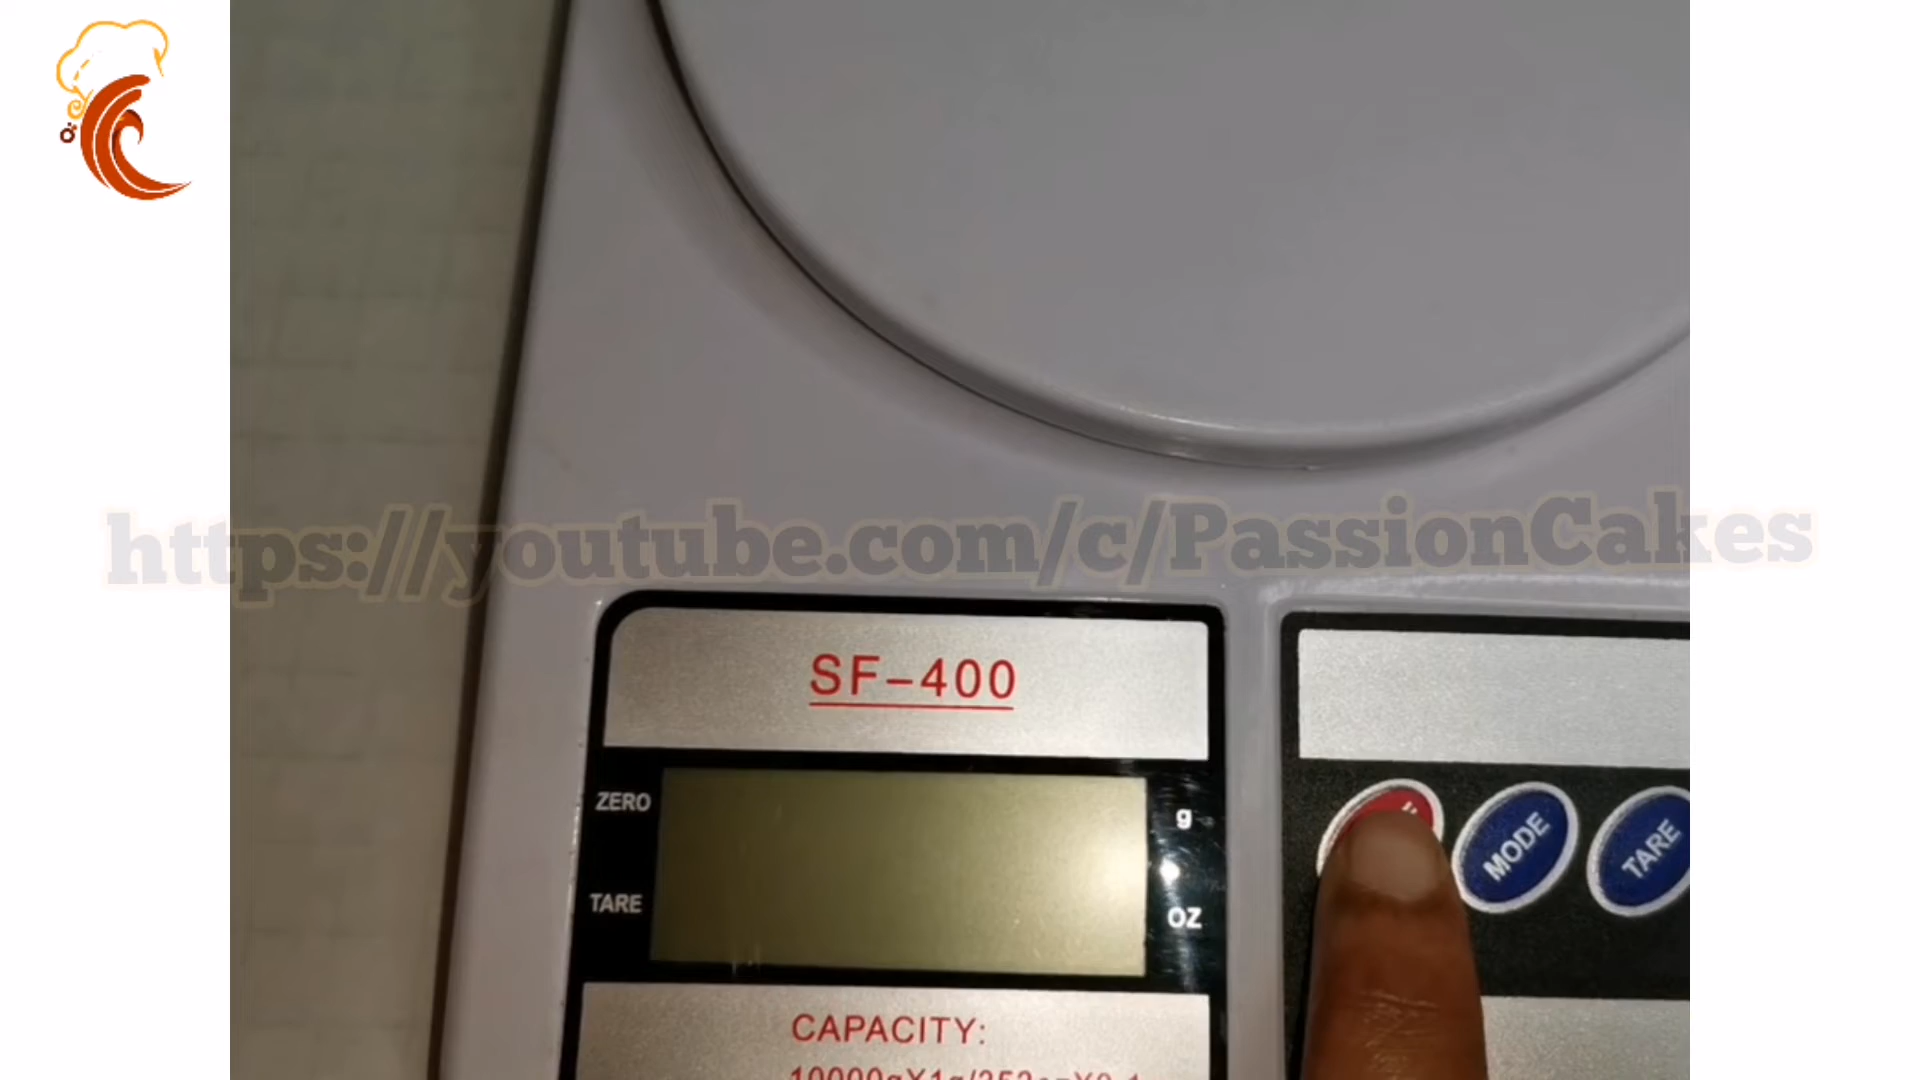 https://youtube.com/c/PassionCakes
SF-400
ZERO
g
TARE
OZ
MODE
TARE
CAPACITY: